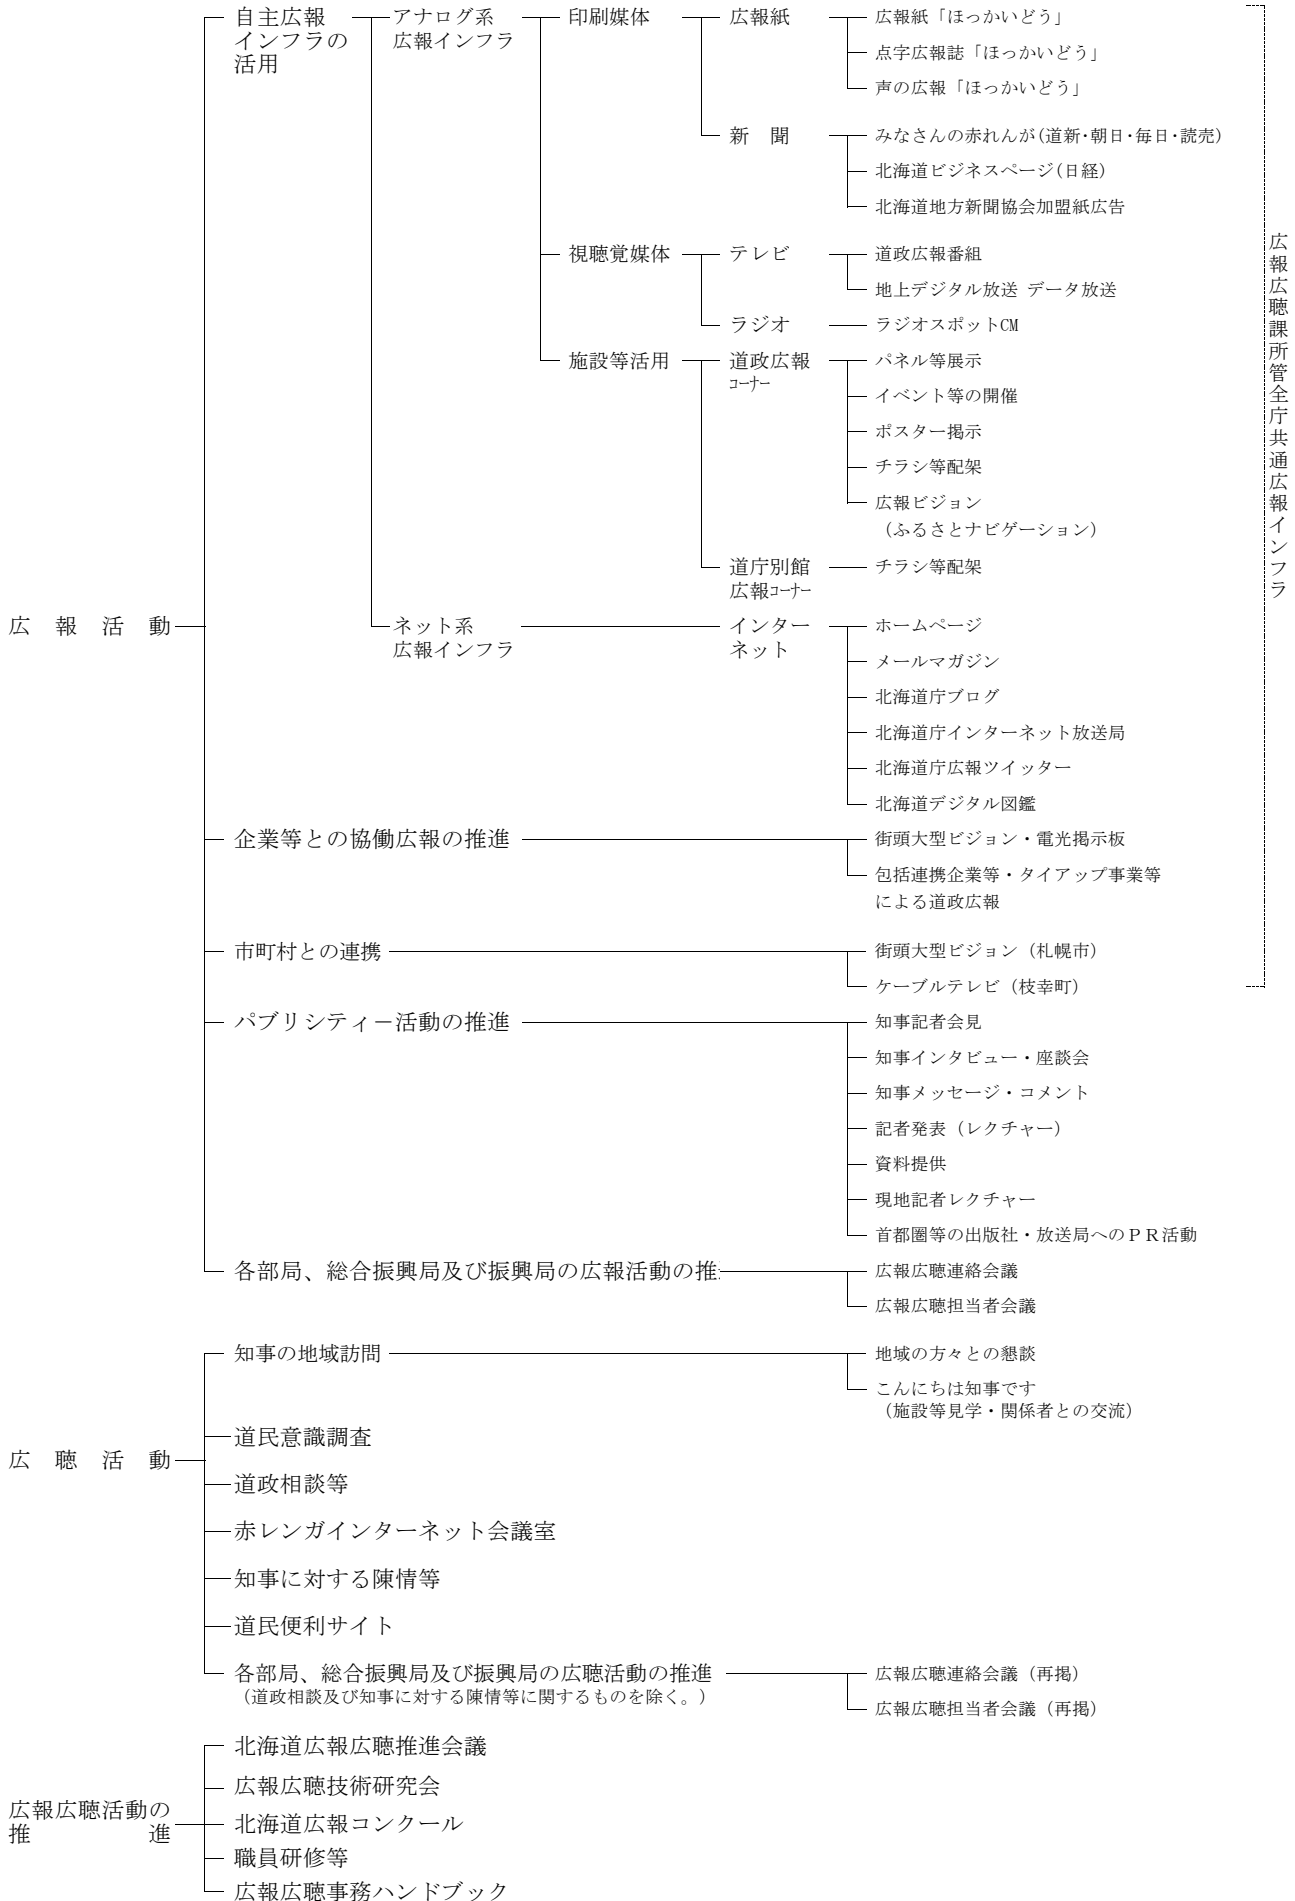 自主広報
インフラの
活用
アナログ系
広報インフラ
印刷媒体
広報紙
広報紙「ほっかいどう」
点字広報誌「ほっかいどう」
声の広報「ほっかいどう」
新　聞
みなさんの赤れんが(道新･朝日･毎日･読売)
北海道ビジネスページ(日経)
北海道地方新聞協会加盟紙広告
視聴覚媒体
テレビ
道政広報番組
地上デジタル放送 データ放送
ラジオ
ラジオスポットCM
施設等活用
道政広報
ｺｰﾅｰ
パネル等展示
イベント等の開催
ポスター掲示
チラシ等配架
広報ビジョン
（ふるさとナビゲーション）
道庁別館
広報ｺｰﾅｰ
チラシ等配架
広報広聴課所管全庁共通広報インフラ
広　報　活　動
ネット系
広報インフラ
インター
ネット
ホームページ
メールマガジン
北海道庁ブログ
北海道庁インターネット放送局
北海道庁広報ツイッター
北海道デジタル図鑑
企業等との協働広報の推進
街頭大型ビジョン・電光掲示板
包括連携企業等・タイアップ事業等
による道政広報
市町村との連携
街頭大型ビジョン（札幌市）
ケーブルテレビ（枝幸町）
パブリシティ－活動の推進
知事記者会見
知事インタビュー・座談会
知事メッセージ・コメント
記者発表（レクチャー）
資料提供
現地記者レクチャー
首都圏等の出版社・放送局へのＰＲ活動
各部局、総合振興局及び振興局の広報活動の推
広報広聴連絡会議
広報広聴担当者会議
広　聴　活　動
知事の地域訪問
地域の方々との懇談
こんにちは知事です
（施設等見学・関係者との交流）
道民意識調査
道政相談等
赤レンガインターネット会議室
知事に対する陳情等
道民便利サイト
各部局、総合振興局及び振興局の広聴活動の推進
（道政相談及び知事に対する陳情等に関するものを除く。）
広報広聴連絡会議（再掲）
広報広聴担当者会議（再掲）
広報広聴活動の
推　　　　　進
北海道広報広聴推進会議
広報広聴技術研究会
北海道広報コンクール
職員研修等
広報広聴事務ハンドブック